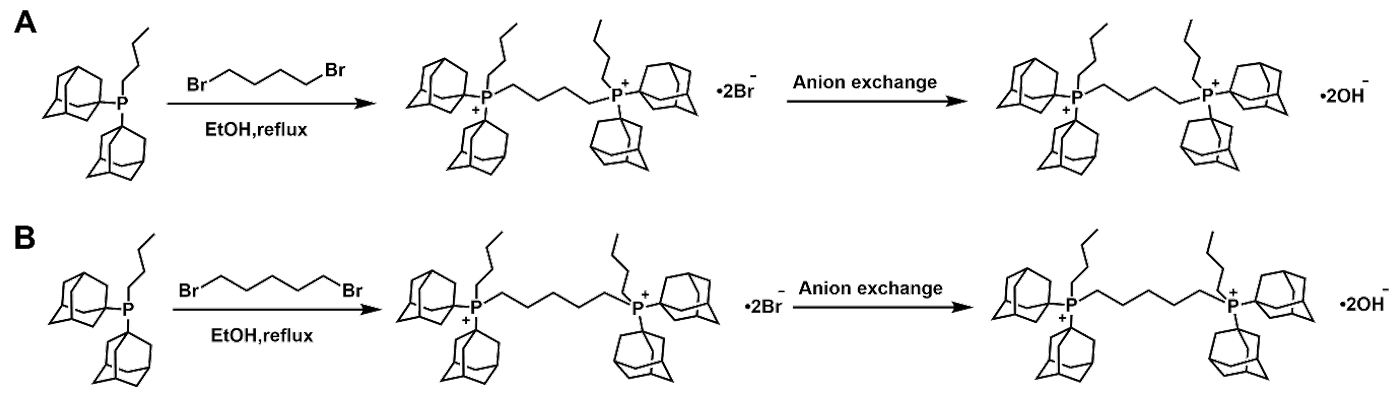 A
Br
Br
EtOH,reflux
P
P
+
P
+
•2Br⁻
Anion exchange
P
+
P
+
•2OH⁻
B
Br
Br
EtOH,reflux
P
P
+
P
+
•2Br⁻
Anion exchange
P
+
P
+
•2OH⁻